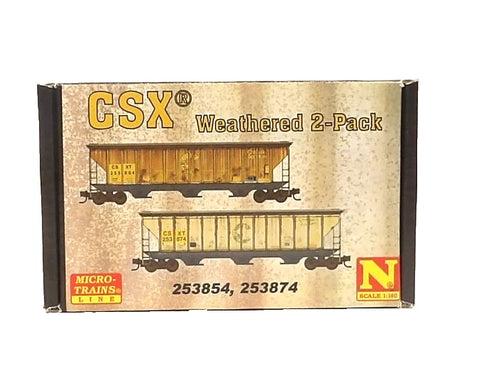 CSX®
Weathered 2-Pack
CSXT
253854
CSXT
253874
MICRO-
TRAINS®
LINE
253854, 253874
N
SCALE 1:160